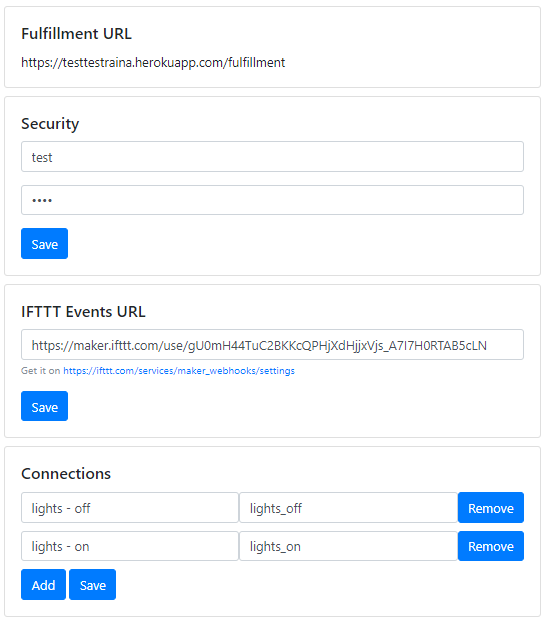 Fulfillment URL
https://testtestraina.herokuapp.com/fulfillment
Security
test
••••
Save
IFTTT Events URL
https://maker.ifttt.com/use/gU0mH44TuC2BKKcQPHjXdHjjxVjs_A7I7H0RTAB5cLN
Get it on https://ifttt.com/services/maker_webhooks/settings
Save
Connections
lights - off lights_off Remove
lights - on lights_on Remove
Add Save